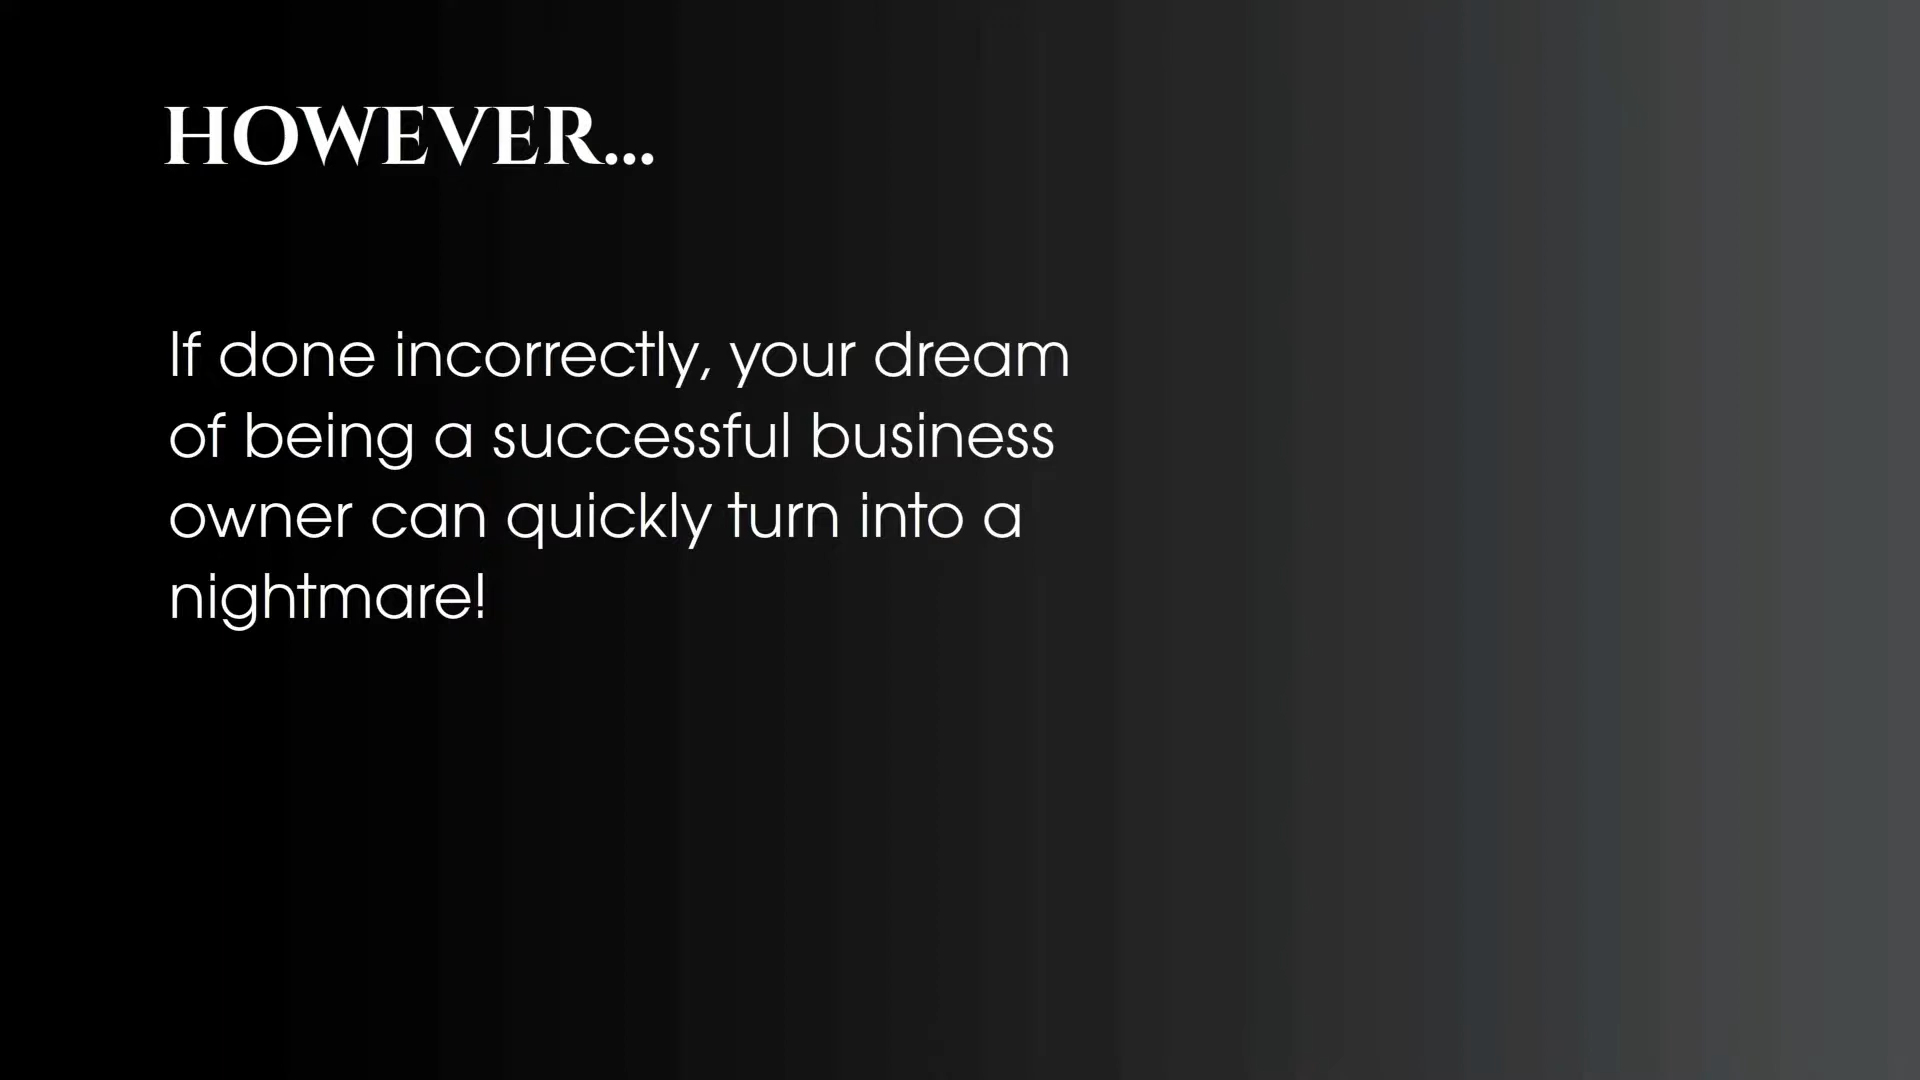 HOWEVER...
If done incorrectly, your dream
of being a successful business
owner can quickly turn into a
nightmare!